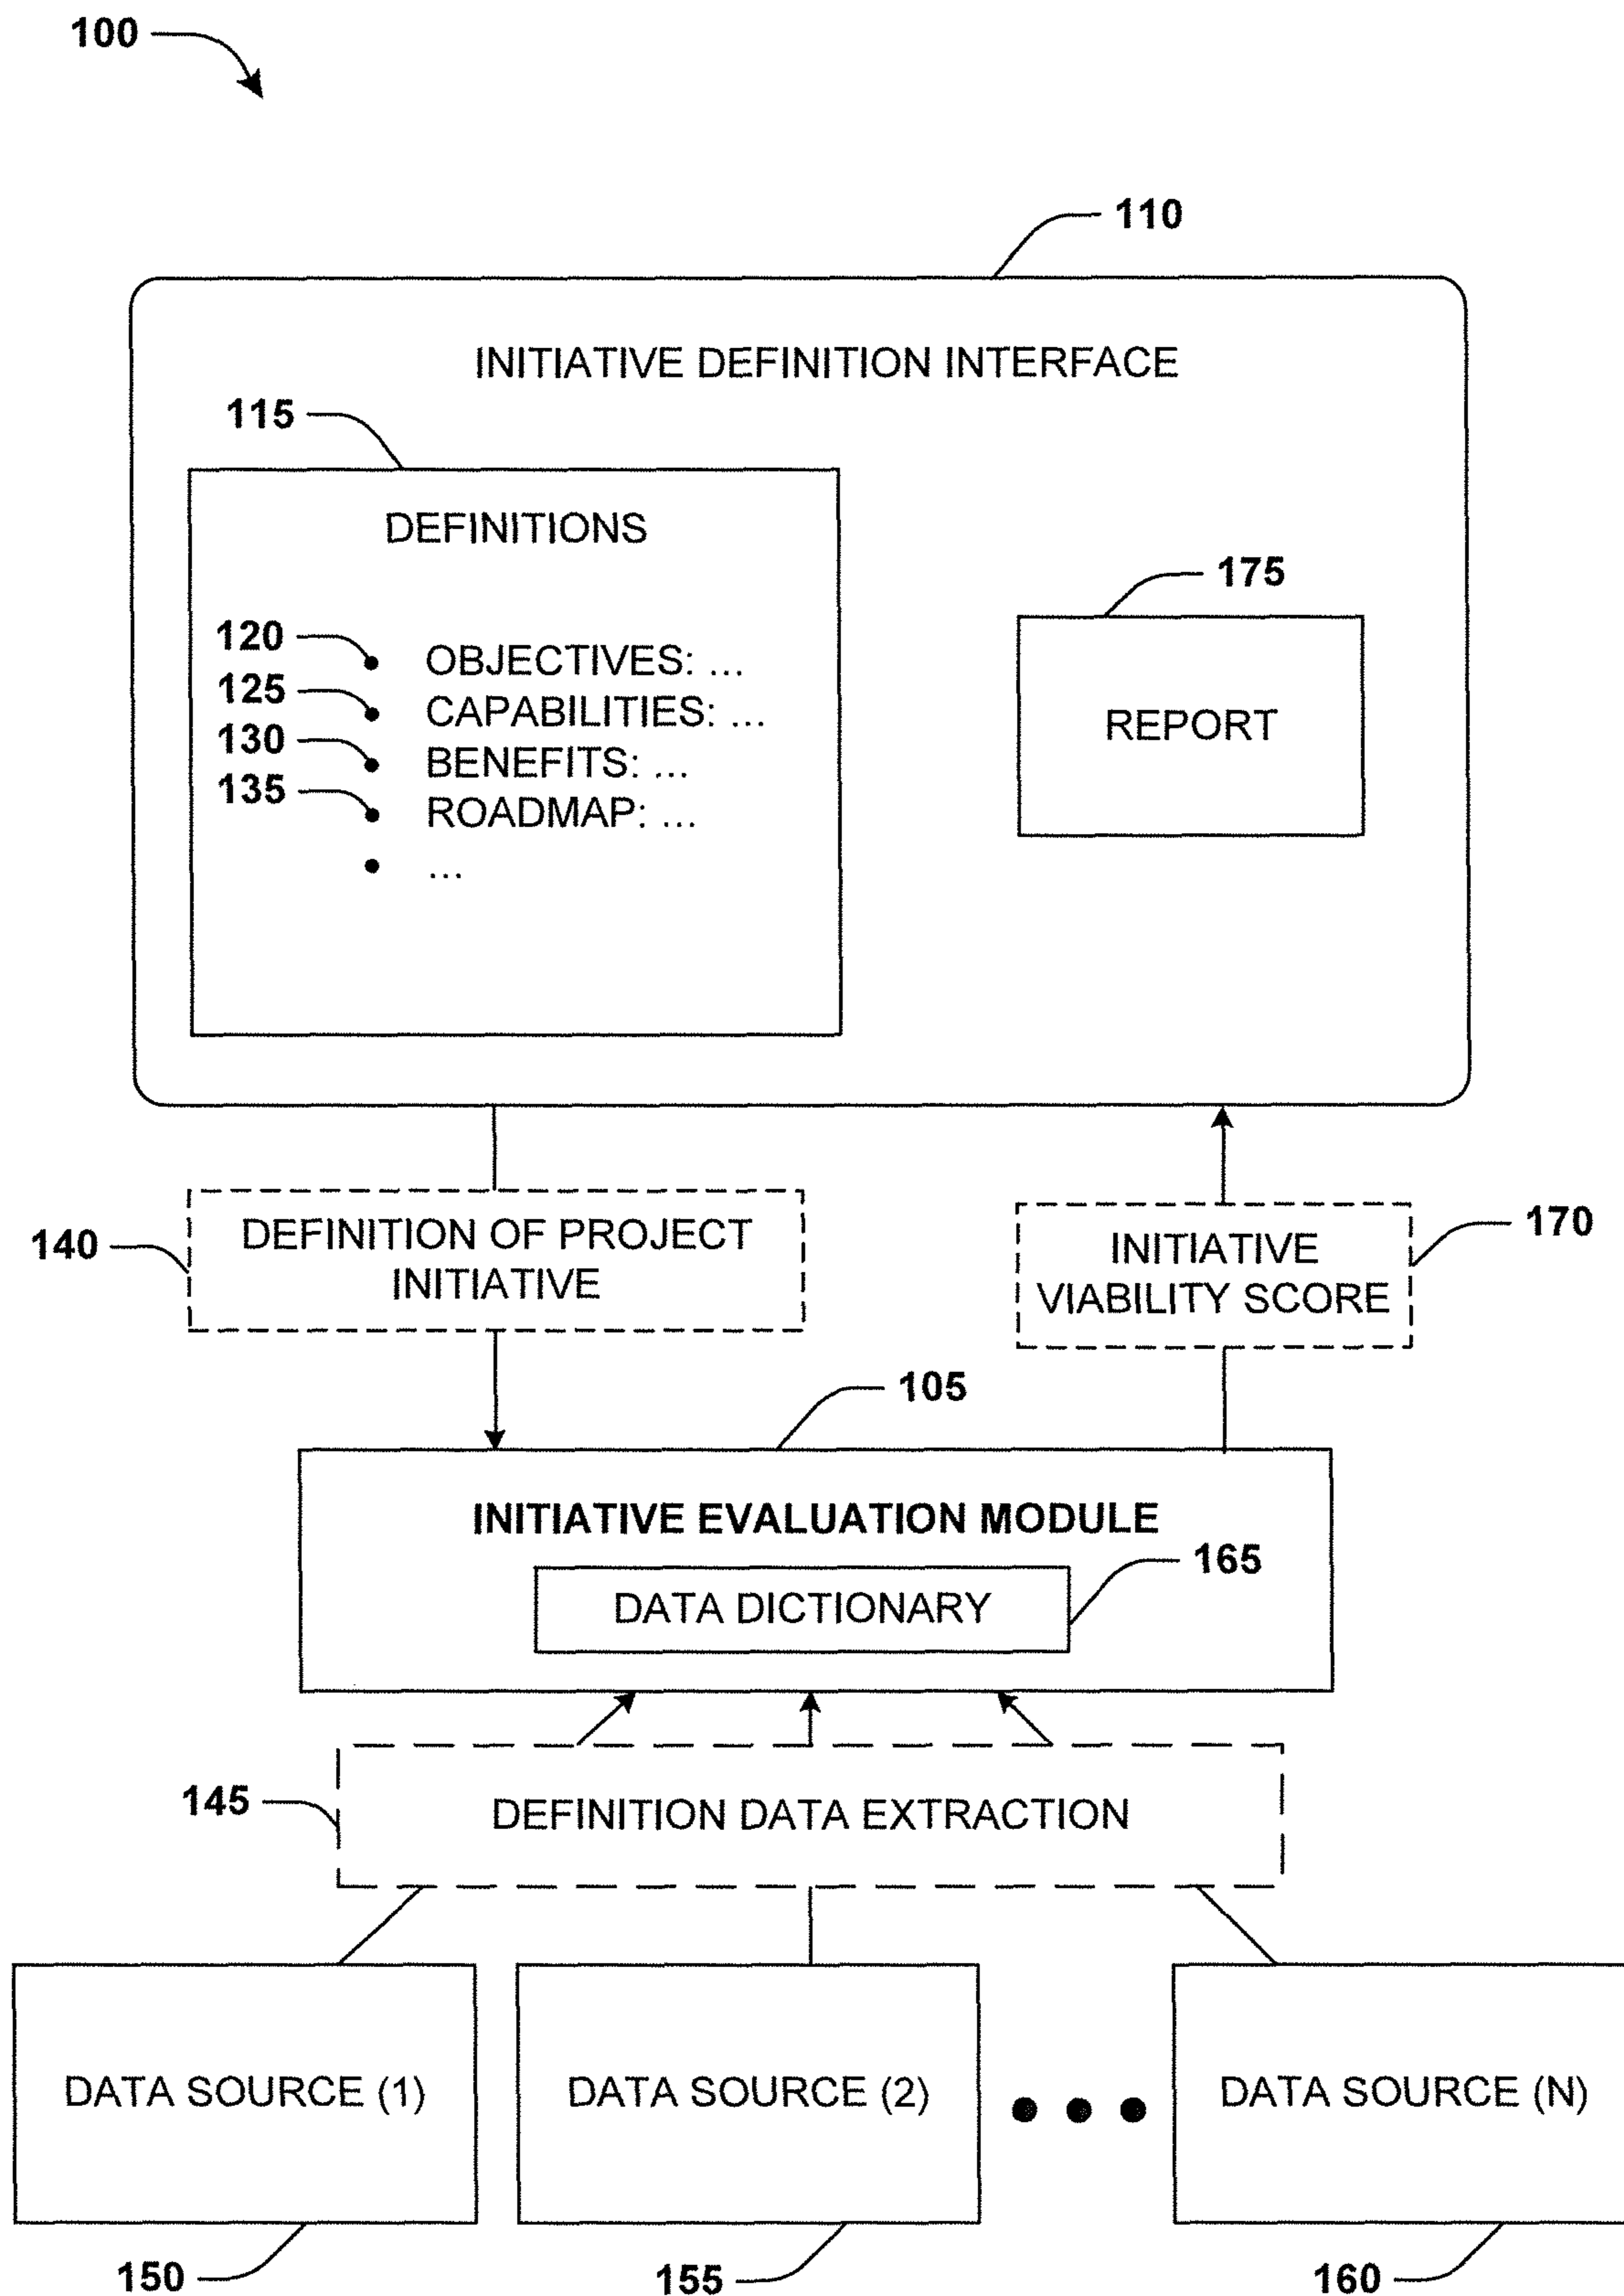 100
110
INITIATIVE DEFINITION INTERFACE
115
DEFINITIONS
175
120
OBJECTIVES: ...
125
CAPABILITIES: ...
130
BENEFITS: ...
135
ROADMAP: ...
...
REPORT
140
DEFINITION OF PROJECT
INITIATIVE
170
INITIATIVE
VIABILITY SCORE
105
INITIATIVE EVALUATION MODULE
165
DATA DICTIONARY
145
DEFINITION DATA EXTRACTION
DATA SOURCE (1)
DATA SOURCE (2)
DATA SOURCE (N)
150
155
160